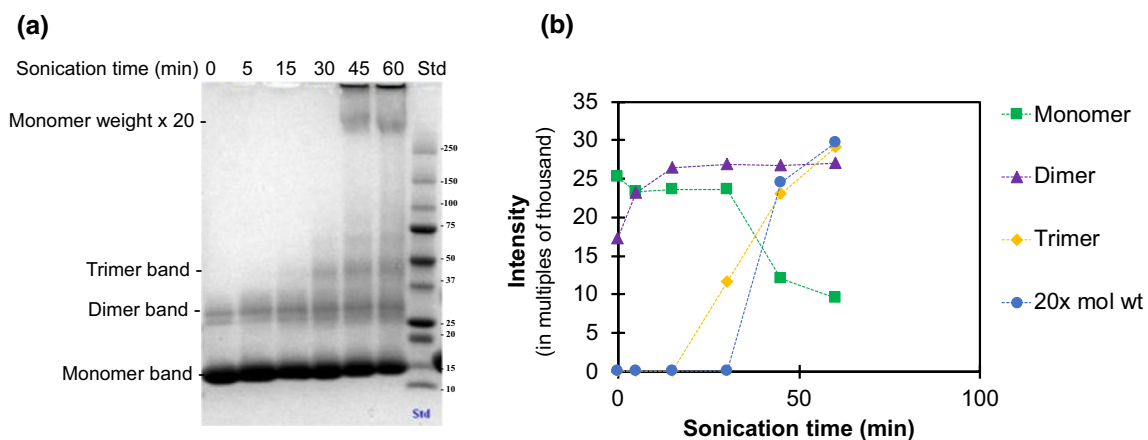 (a)
Sonication time (min) 0 5 15 30 45 60 Std
Monomer weight x 20 -
-250
-150
-100
-75
Trimer band -
-50
-37
Dimer band -
-25
-20
Monomer band -
-15
-10
Std
(b)
35
30
25
20
15
10
5
0
0 50 100
Intensity
(in multiples of thousand)
Sonication time (min)
Monomer
Dimer
Trimer
20x mol wt